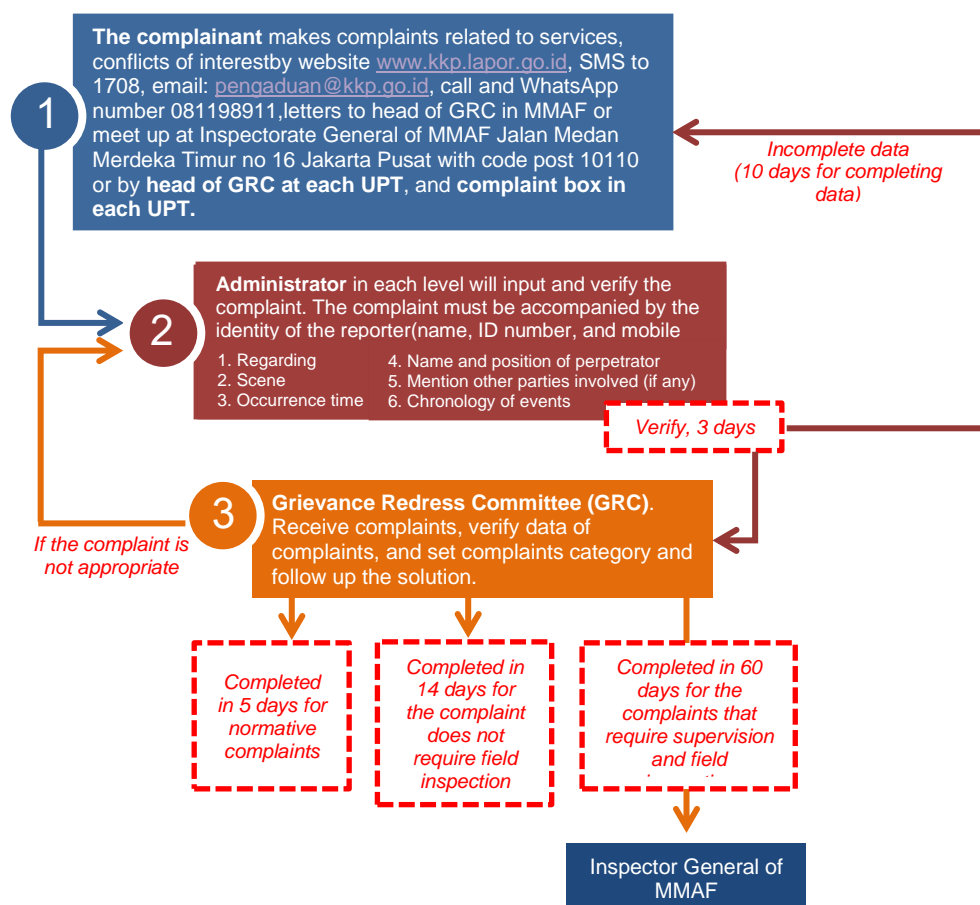 1
The complainant makes complaints related to services,
conflicts of interestby website www.kkp.lapor.go.id, SMS to
1708, email: pengaduan@kkp.go.id, call and WhatsApp
number 081198911,letters to head of GRC in MMAF or
meet up at Inspectorate General of MMAF Jalan Medan
Merdeka Timur no 16 Jakarta Pusat with code post 10110
or by head of GRC at each UPT, and complaint box in
each UPT.
Incomplete data
(10 days for completing
data)
2
Administrator in each level will input and verify the
complaint. The complaint must be accompanied by the
identity of the reporter(name, ID number, and mobile
1. Regarding
2. Scene
3. Occurrence time
4. Name and position of perpetrator
5. Mention other parties involved (if any)
6. Chronology of events
Verify, 3 days
3
Grievance Redress Committee (GRC).
Receive complaints, verify data of
complaints, and set complaints category and
follow up the solution.
If the complaint is
not appropriate
Completed
in 5 days for
normative
complaints
Completed in
14 days for
the complaint
does not
require field
inspection
Completed in 60
days for the
complaints that
require supervision
and field
Inspector General of
MMAF